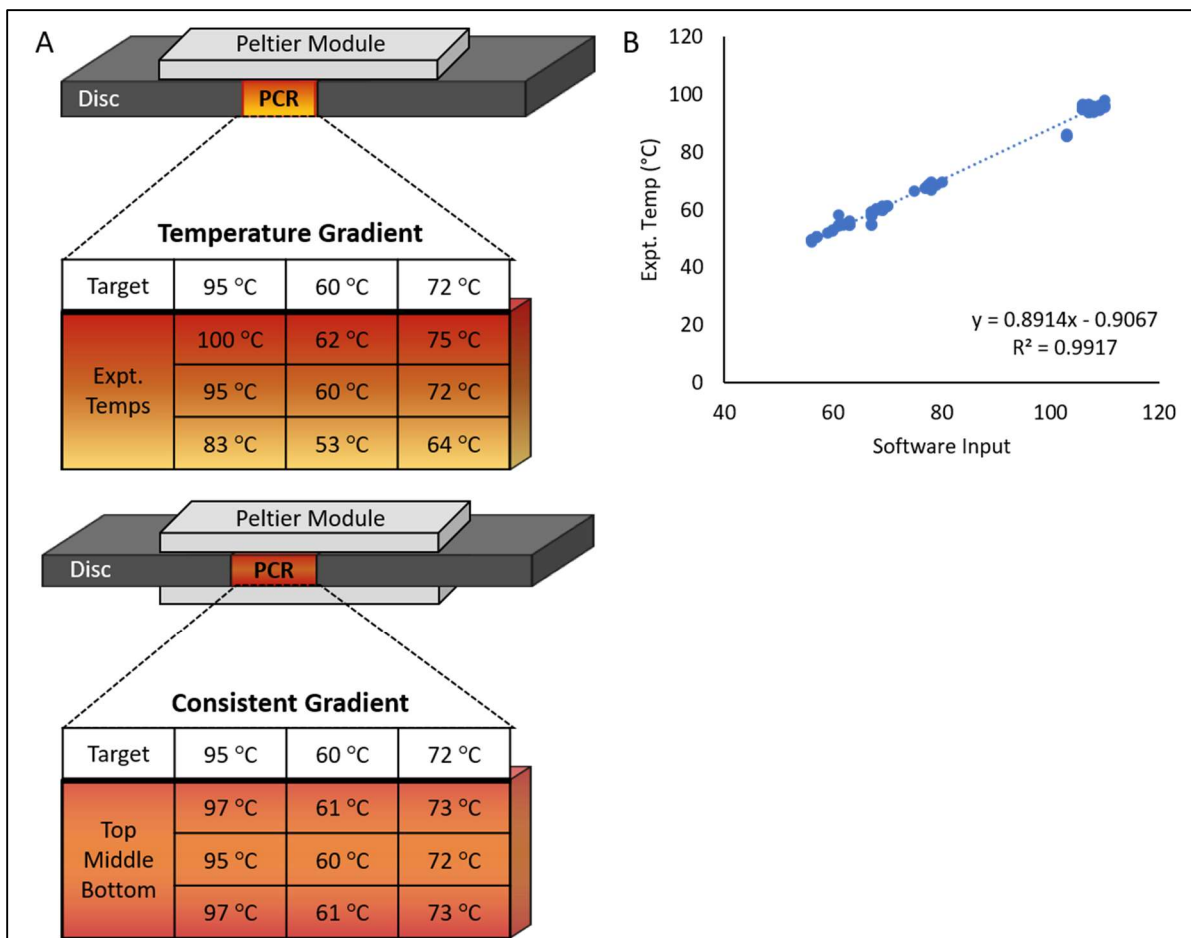 A
Peltier Module
Disc
PCR
Temperature Gradient
Target 95 °C 60 °C 72 °C
Expt. Temps
100 °C 62 °C 75 °C
95 °C 60 °C 72 °C
83 °C 53 °C 64 °C
Peltier Module
Disc
PCR
Consistent Gradient
Target 95 °C 60 °C 72 °C
Top 97 °C 61 °C 73 °C
Middle 95 °C 60 °C 72 °C
Bottom 97 °C 61 °C 73 °C
B
Expt. Temp (°C)
120
100
80
60
40
20
0
y = 0.8914x - 0.9067
R² = 0.9917
40 60 80 100 120
Software Input